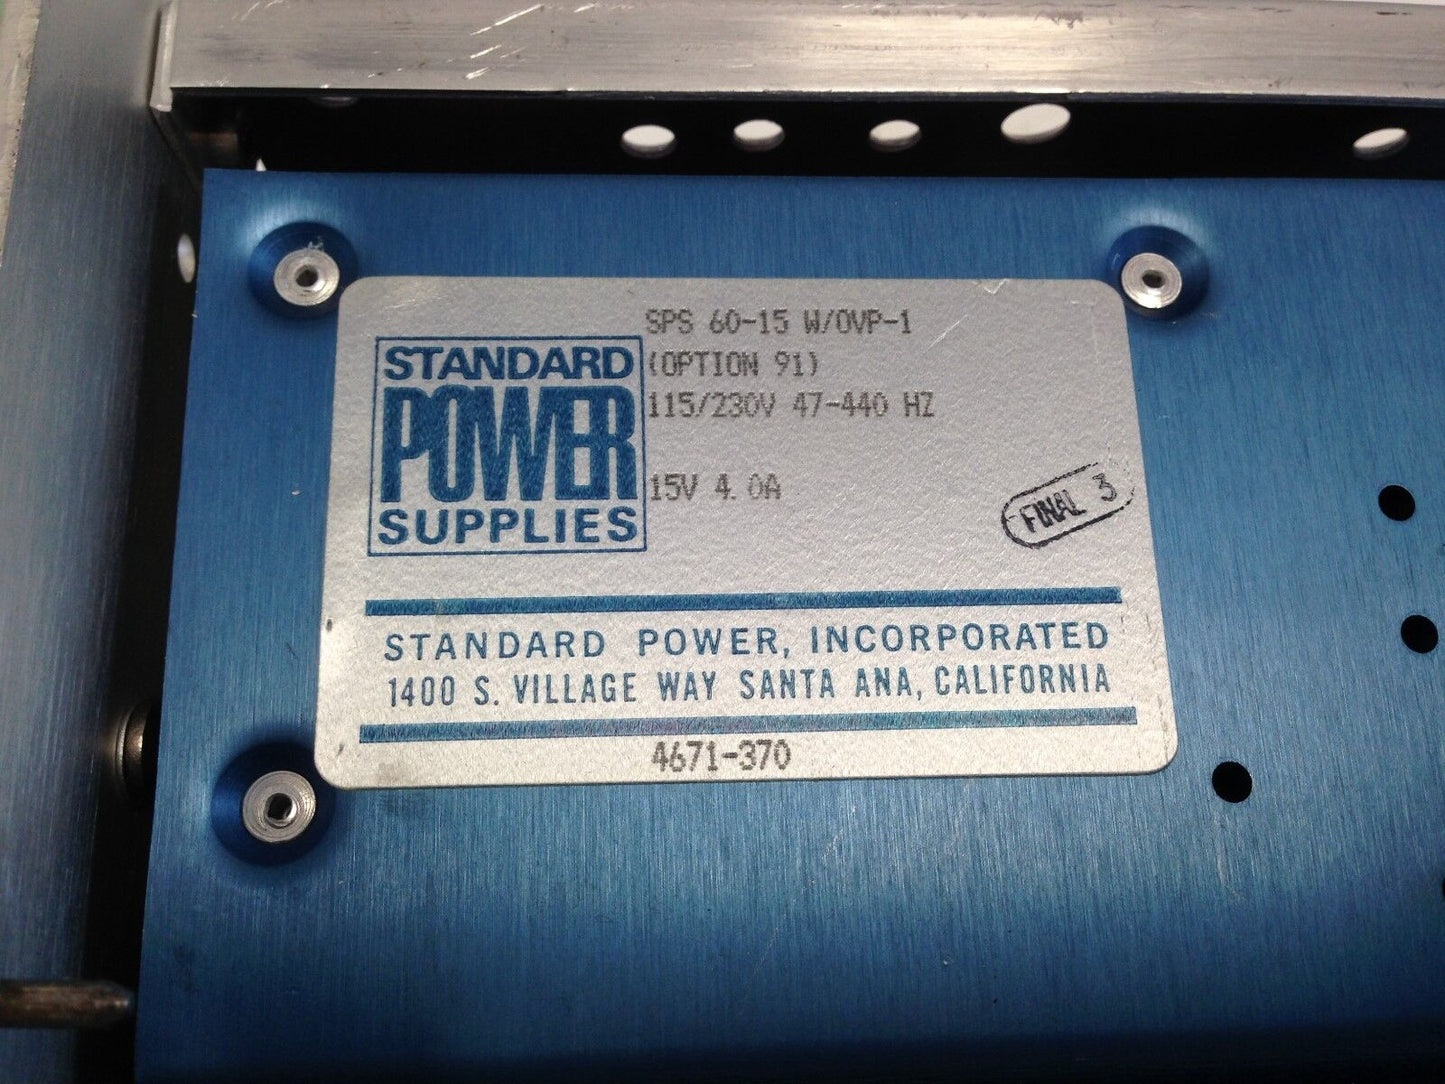 SPS 60-15 W/OVP-1
(OPTION 91)
115/230V 47-440 HZ
15V 4.0A
STANDARD
POWER
SUPPLIES
FINAL 3
STANDARD POWER, INCORPORATED
1400 S. VILLAGE WAY SANTA ANA, CALIFORNIA
4671-370